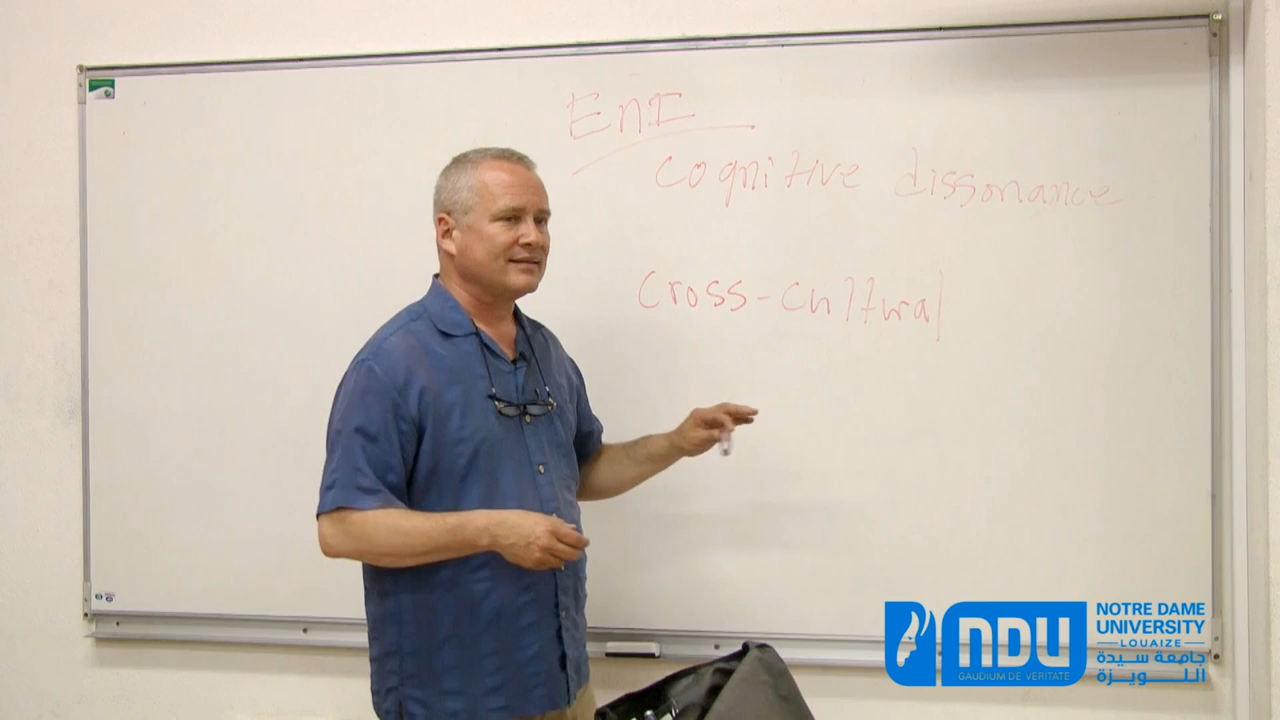 EnI
cognitive dissonance
cross-cultural
NDU
GAUDIUM DE VERITATE
NOTRE DAME
UNIVERSITY
LOUAIZE
جامعة سيدة
اللويزة